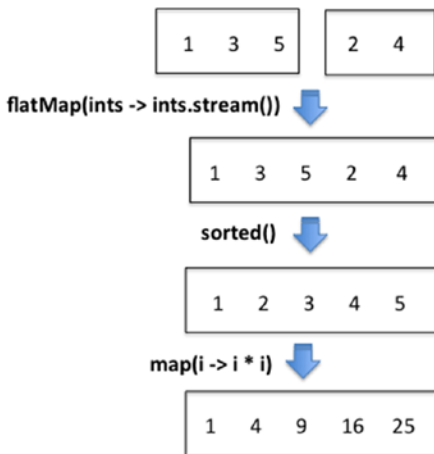 1 3 5 2 4
flatMap(ints -> ints.stream())
1 3 5 2 4
sorted()
1 2 3 4 5
map(i -> i * i)
1 4 9 16 25